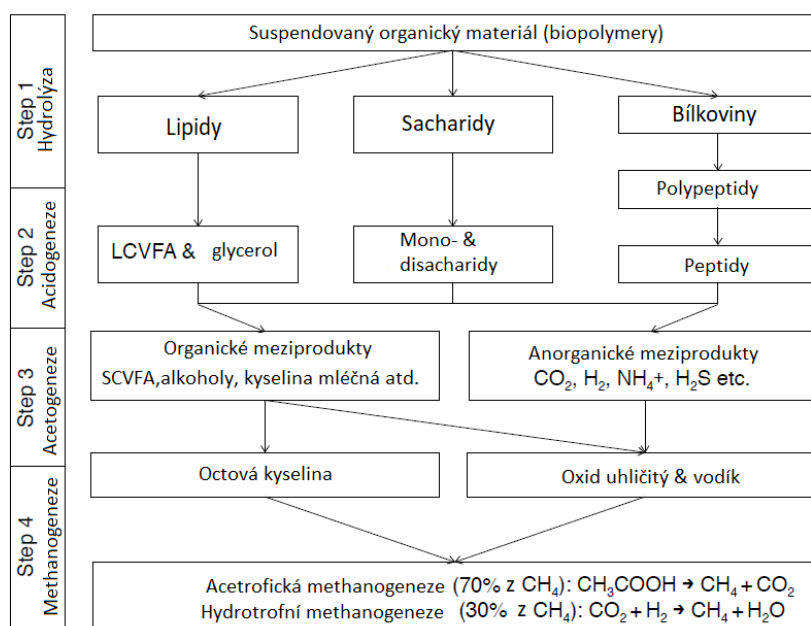 Suspendovaný organický materiál (biopolymery)
Step 1
Hydrolýza
Lipidy
Sacharidy
Bílkoviny
Polypeptidy
Step 2
Acidogeneze
LCVFA & glycerol
Mono- &
disacharidy
Peptidy
Step 3
Acetogeneze
Organické meziprodukty
SCVFA,alkoholy, kyselina mléčná atd.
Anorganické meziprodukty
CO₂, H₂, NH₄+, H₂S etc.
Step 4
Methanogeneze
Octová kyselina
Oxid uhličitý & vodík
Acetrofická methanogeneze (70% z CH₄): CH₃COOH → CH₄ + CO₂
Hydrotrofní methanogeneze (30% z CH₄): CO₂ + H₂ → CH₄ + H₂O